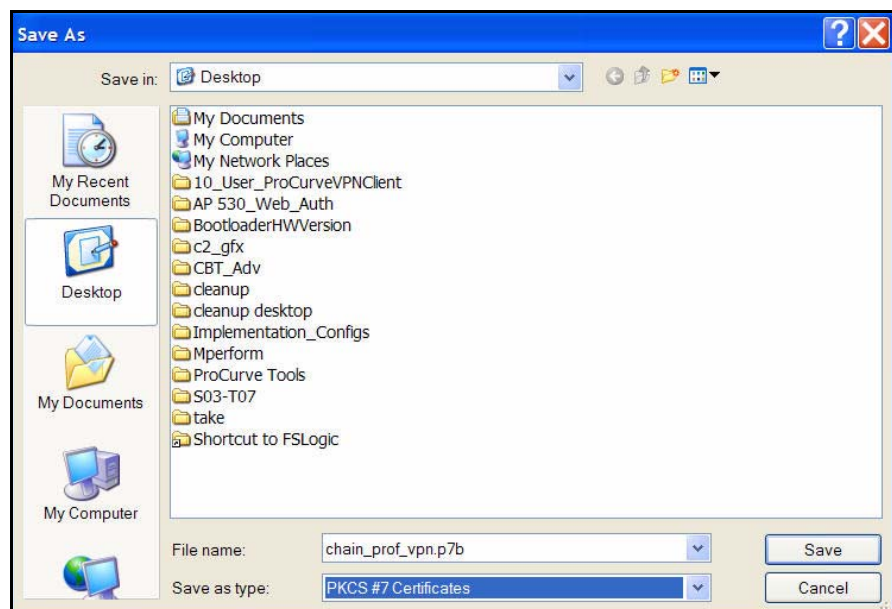 Save As
Save in:
Desktop
My Recent
Documents
Desktop
My Documents
My Computer
My Documents
My Computer
My Network Places
10_User_ProCurveVPNClient
AP 530_Web_Auth
BootloaderHWVersion
c2_gfx
CBT_Adv
cleanup
cleanup desktop
Implementation_Configs
Mperform
ProCurve Tools
S03-T07
take
Shortcut to FSLogic
File name:
chain_prof_vpn.p7b
Save
Save as type:
PKCS #7 Certificates
Cancel